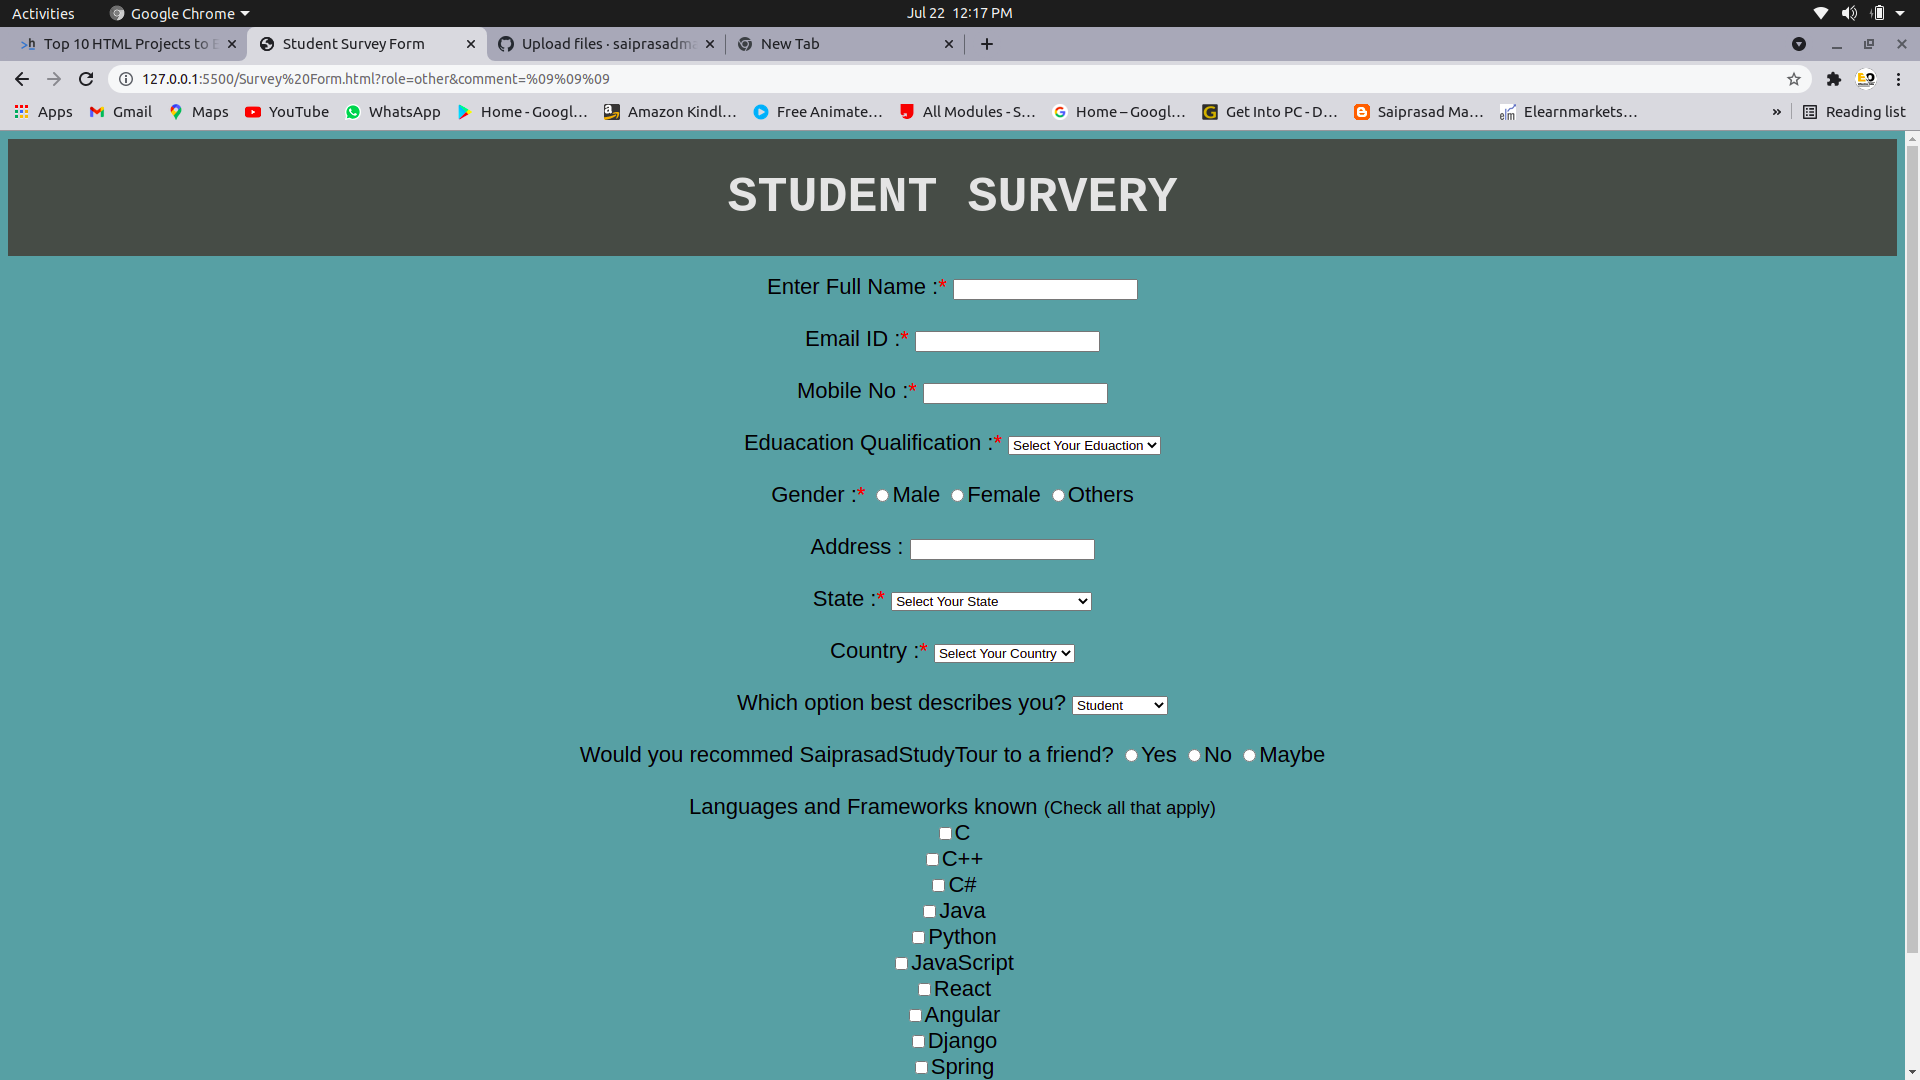 Activities Google Chrome Jul 22 12:17 PM
>h Top 10 HTML Projects to Student Survey Form Upload files · saiprasadma New Tab
127.0.0.1:5500/Survey%20Form.html?role=other&comment=%09%09%09
Apps Gmail Maps YouTube WhatsApp Home - Googl… Amazon Kindl… Free Animate… All Modules - S… Home – Googl… Get Into PC - D… Saiprasad Ma… elm Elearnmarkets… » Reading list
STUDENT SURVERY
Enter Full Name :*
Email ID :*
Mobile No :*
Eduacation Qualification :* Select Your Eduaction
Gender :* Male Female Others
Address :
State :* Select Your State
Country :* Select Your Country
Which option best describes you? Student
Would you recommed SaiprasadStudyTour to a friend? Yes No Maybe
Languages and Frameworks known (Check all that apply)
C
C++
C#
Java
Python
JavaScript
React
Angular
Django
Spring